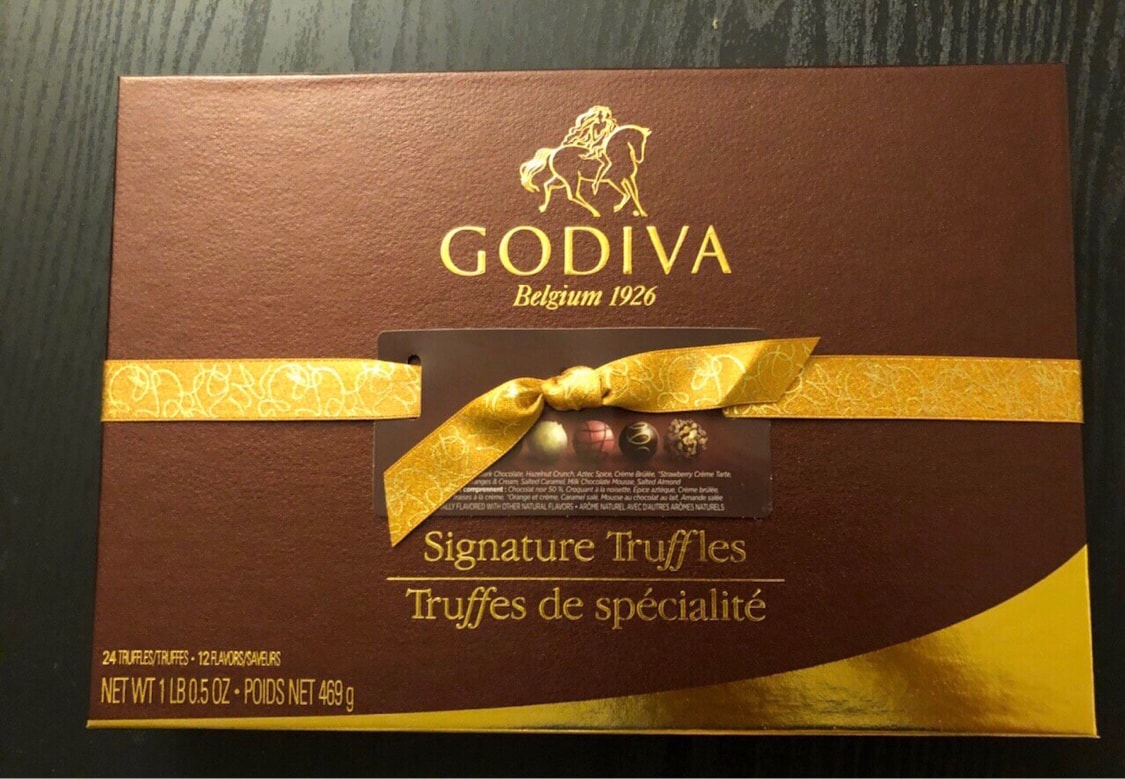 GODIVA
Belgium 1926
Chocolate, Hazelnut Crunch, Aztec Spice, Crème Brûlée, *Strawberry Crème Tarte,
& Cream, Salted Caramel, Milk Chocolate Mousse, Salted Almond
comprennent : Chocolat noir 50 %, Croquant à la noisette, Épice aztèque, Crème brûlée,
à la crème, *Orange et crème, Caramel salé, Mousse au chocolat au lait, Amande salée
FLAVORED WITH OTHER NATURAL FLAVORS • ARÔME NATUREL AVEC D'AUTRES ARÔMES NATURELS
Signature Truffles
Truffes de spécialité
24 TRUFFLES/TRUFFES • 12 FLAVORS/SAVEURS
NET WT 1 LB 0.5 OZ • POIDS NET 469 g